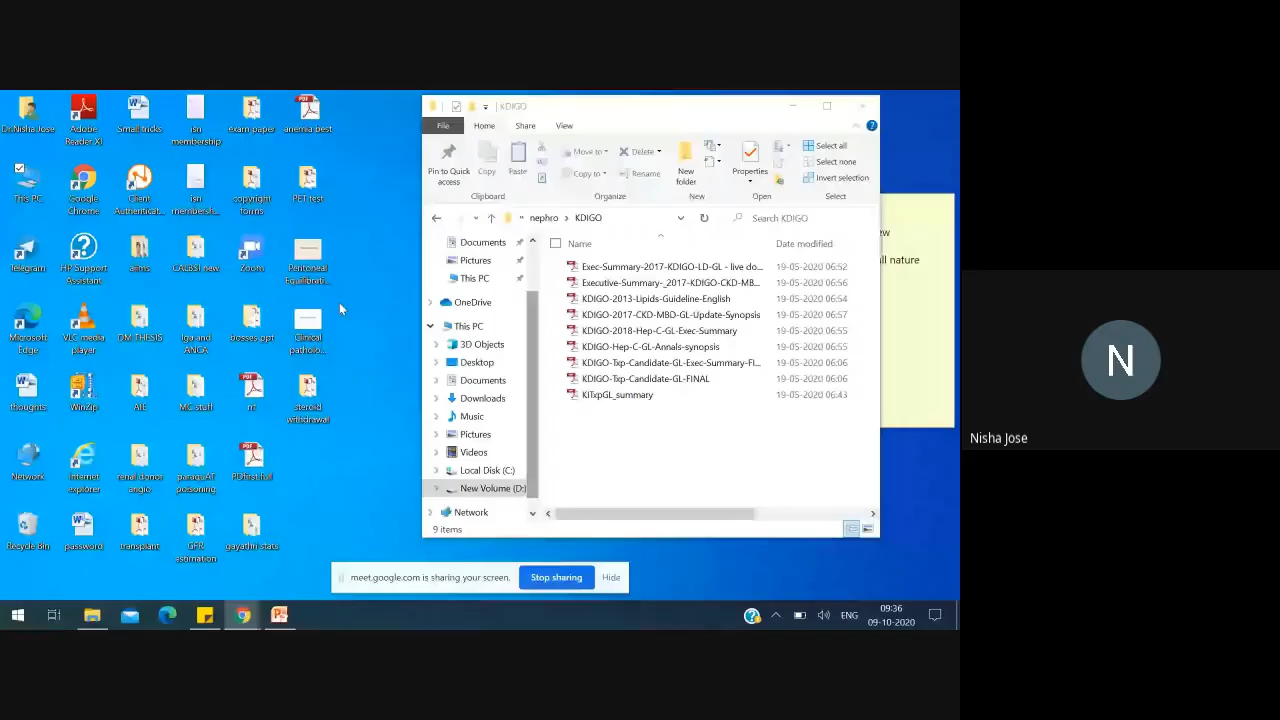 Dr.Nisha Jose
Adobe
Reader XI
Small tricks
isn
membership
exam paper
anemia best
This PC
Google
Chrome
Client
Authenticat...
isn
membersh...
copyright
forms
PET test
Telegram
HP Support
Assistant
aiims
CALBSI new
Zoom
Peritoneal
Equilibrati...
Microsoft
Edge
VLC media
player
DM THESIS
Iga and
ANCA
bosses ppt
Clinical
patholo...
thoughts
WinZip
AIE
MC stuff
steroid
withdrawal
Network
Internet
explorer
renal donor
angio
paraquAT
poisoning
PDfirst.full
Recycle Bin
password
transplant
GFR
astimation
gayathri stats
KDIGO
File
Home
Share
View
Pin to Quick
access
Copy
Paste
Clipboard
Move to
Copy to
Delete
Rename
Organize
New
folder
New
Properties
Open
Select all
Select none
Invert selection
Select
nephro
KDIGO
Search KDIGO
Documents
Pictures
This PC
OneDrive
This PC
3D Objects
Desktop
Documents
Downloads
Music
Pictures
Videos
Local Disk (C:)
New Volume (D:)
Network
Name
Date modified
Exec-Summary-2017-KDIGO-LD-GL - live do... 19-05-2020 06:52
Executive-Summary-_2017-KDIGO-CKD-MB... 19-05-2020 06:56
KDIGO-2013-Lipids-Guideline-English 19-05-2020 06:54
KDIGO-2017-CKD-MBD-GL-Update-Synopsis 19-05-2020 06:57
KDIGO-2018-Hep-C-GL-Exec-Summary 19-05-2020 06:55
KDIGO-Hep-C-GL-Annals-synopsis 19-05-2020 06:55
KDIGO-Txp-Candidate-GL-Exec-Summary-FI... 19-05-2020 06:06
KDIGO-Txp-Candidate-GL-FINAL 19-05-2020 06:06
KiTxpGL_summary 19-05-2020 06:43
9 items
ew
ll nature
meet.google.com is sharing your screen.
Stop sharing
Hide
ENG
09:36
09-10-2020
N
Nisha Jose